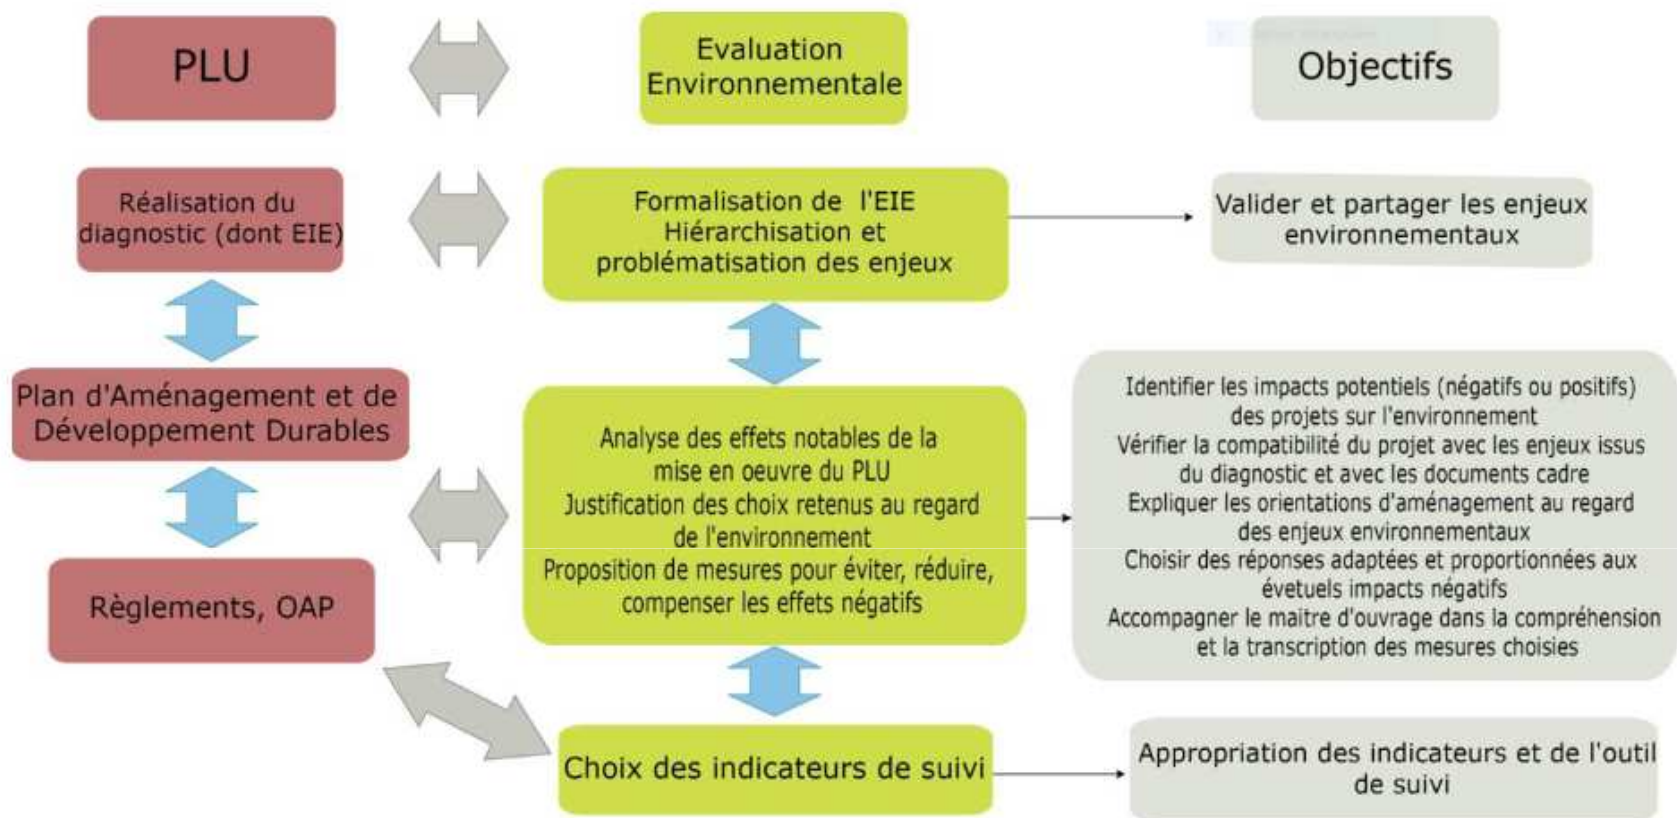 PLU
Evaluation
Environnementale
Objectifs
Réalisation du
diagnostic (dont EIE)
Formalisation de l'EIE
Hiérarchisation et
problématisation des enjeux
Valider et partager les enjeux
environnementaux
Plan d'Aménagement et de
Développement Durables
Analyse des effets notables de la
mise en oeuvre du PLU
Justification des choix retenus au regard
de l'environnement
Proposition de mesures pour éviter, réduire,
compenser les effets négatifs
Identifier les impacts potentiels (négatifs ou positifs)
des projets sur l'environnement
Vérifier la compatibilité du projet avec les enjeux issus
du diagnostic et avec les documents cadre
Expliquer les orientations d'aménagement au regard
des enjeux environnementaux
Choisir des réponses adaptées et proportionnées aux
évetuels impacts négatifs
Accompagner le maitre d'ouvrage dans la compréhension
et la transcription des mesures choisies
Règlements, OAP
Choix des indicateurs de suivi
Appropriation des indicateurs et de l'outil
de suivi